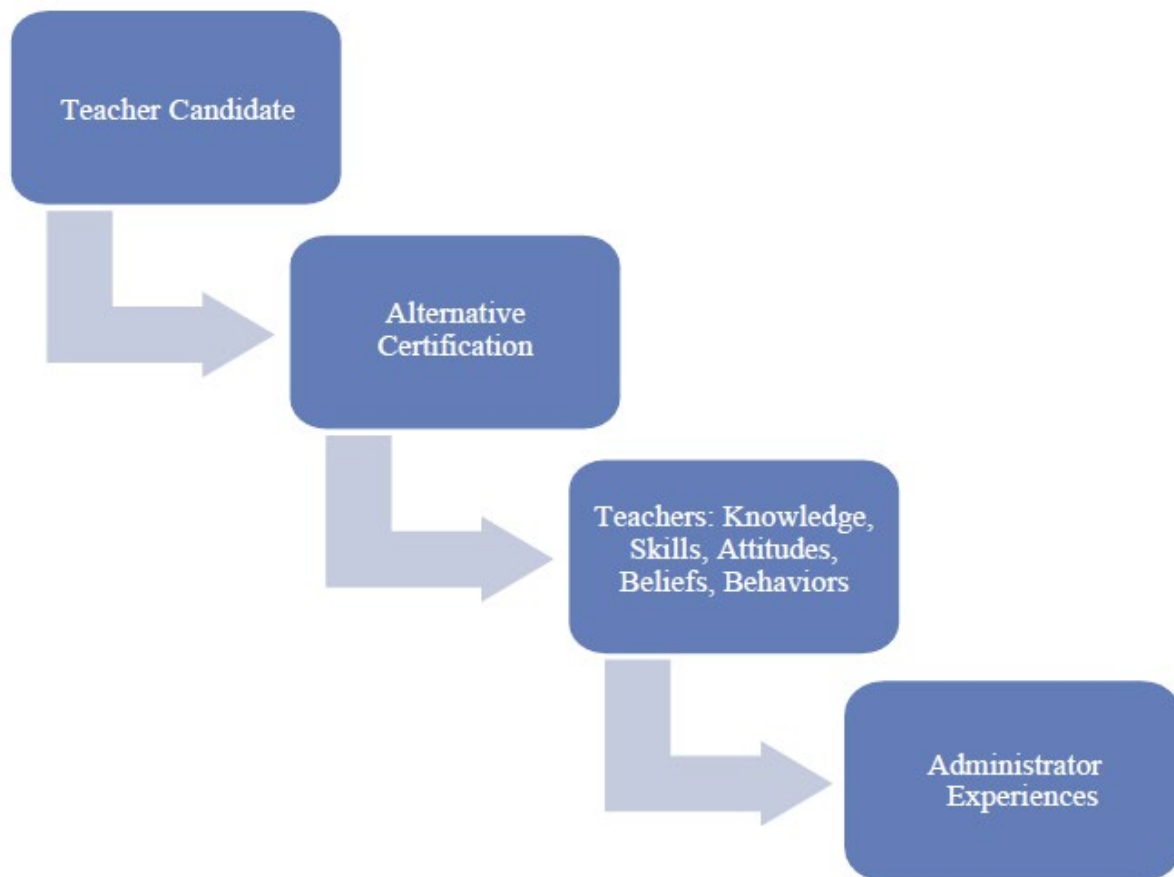 Teacher Candidate
Alternative
Certification
Teachers: Knowledge,
Skills, Attitudes,
Beliefs, Behaviors
Administrator
Experiences